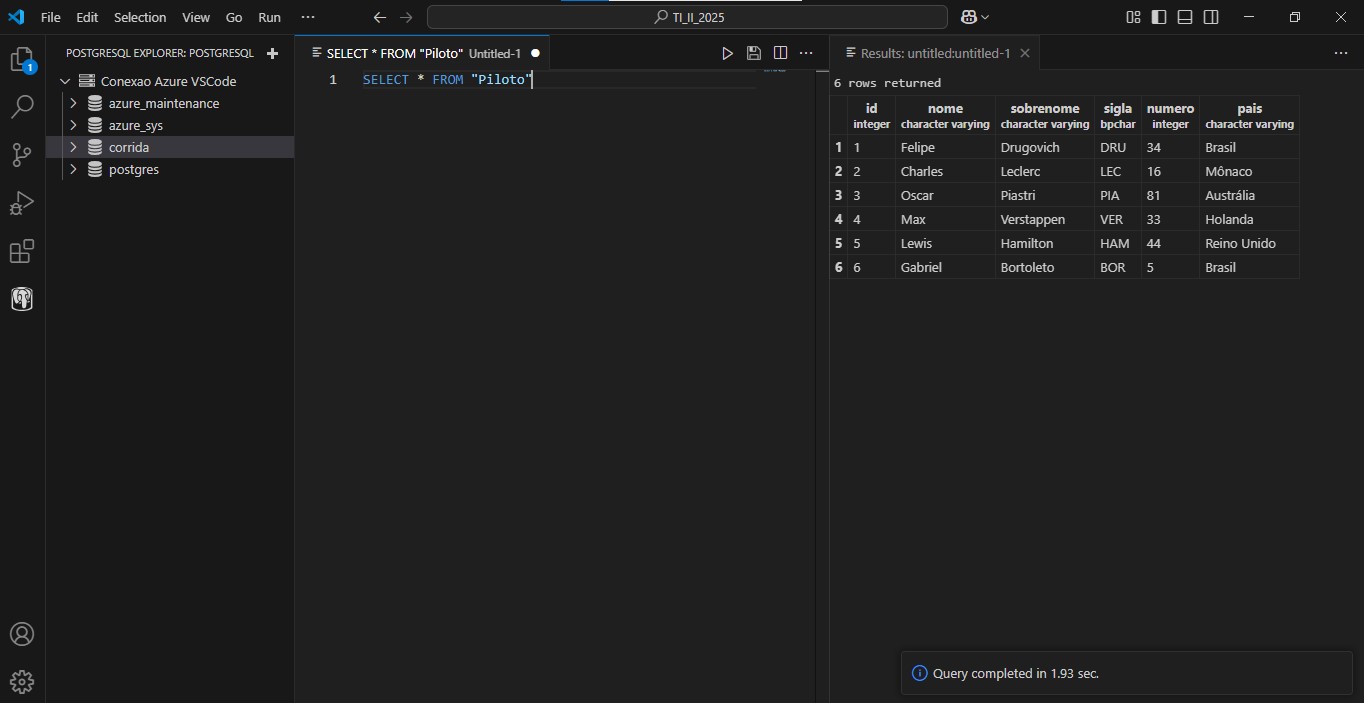 File Edit Selection View Go Run ··· TI_II_2025
POSTGRESQL EXPLORER: POSTGRESQL
1
Conexao Azure VSCode
azure_maintenance
azure_sys
corrida
postgres
SELECT * FROM "Piloto" Untitled-1
1 SELECT * FROM "Piloto"
Results: untitled:untitled-1
6 rows returned
id nome sobrenome sigla numero pais
integer character varying character varying bpchar integer character varying
1 1 Felipe Drugovich DRU 34 Brasil
2 2 Charles Leclerc LEC 16 Mônaco
3 3 Oscar Piastri PIA 81 Austrália
4 4 Max Verstappen VER 33 Holanda
5 5 Lewis Hamilton HAM 44 Reino Unido
6 6 Gabriel Bortoleto BOR 5 Brasil
Query completed in 1.93 sec.